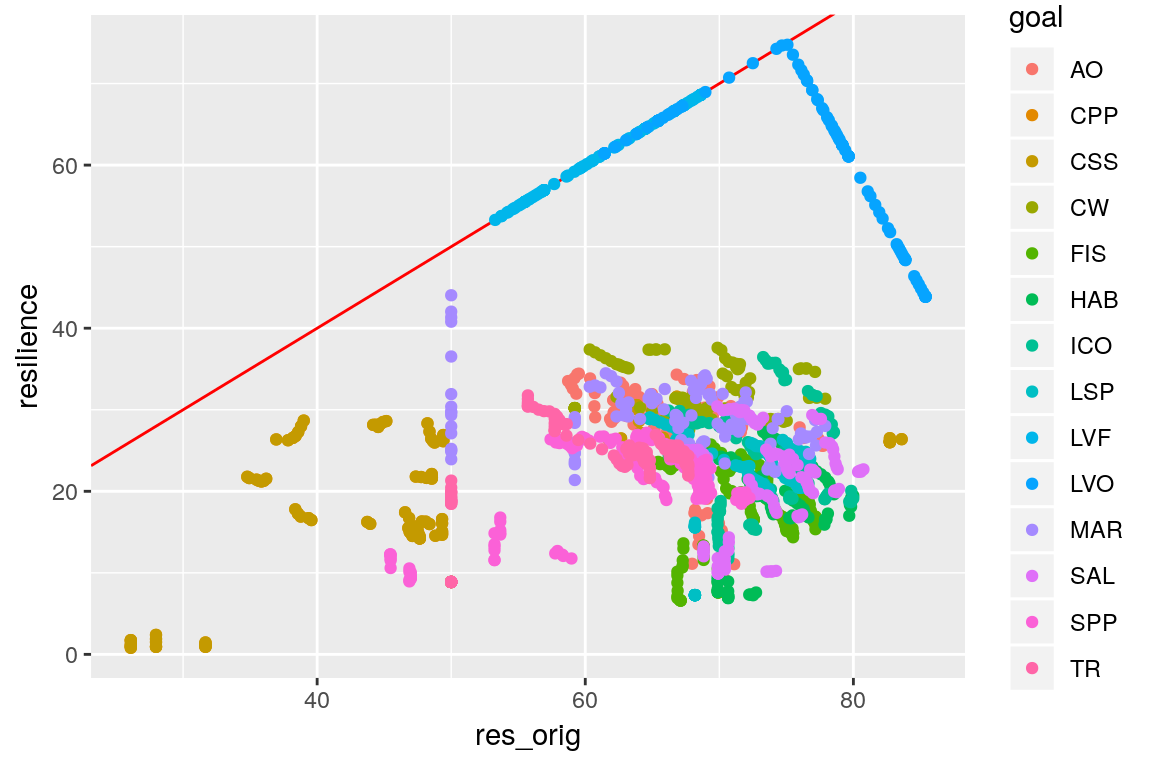 goal
AO
CPP
CSS
CW
FIS
HAB
ICO
LSP
LVF
LVO
MAR
SAL
SPP
TR
resilience
60
40
20
0
40 60 80
res_orig